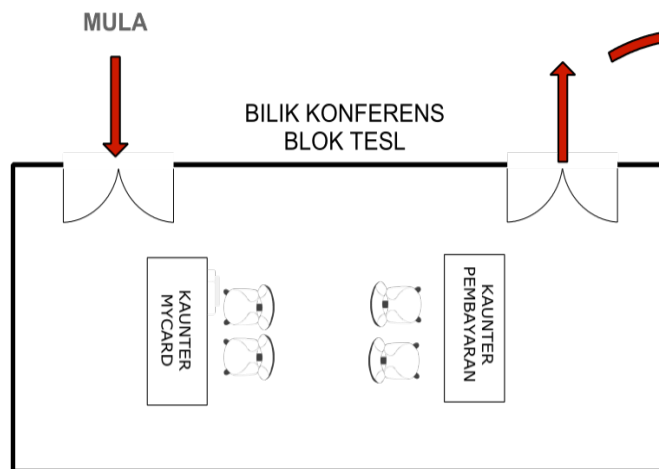 MULA
BILIK KONFERENS
BLOK TESL
KAUNTER
MYCARD
KAUNTER
PEMBAYARAN